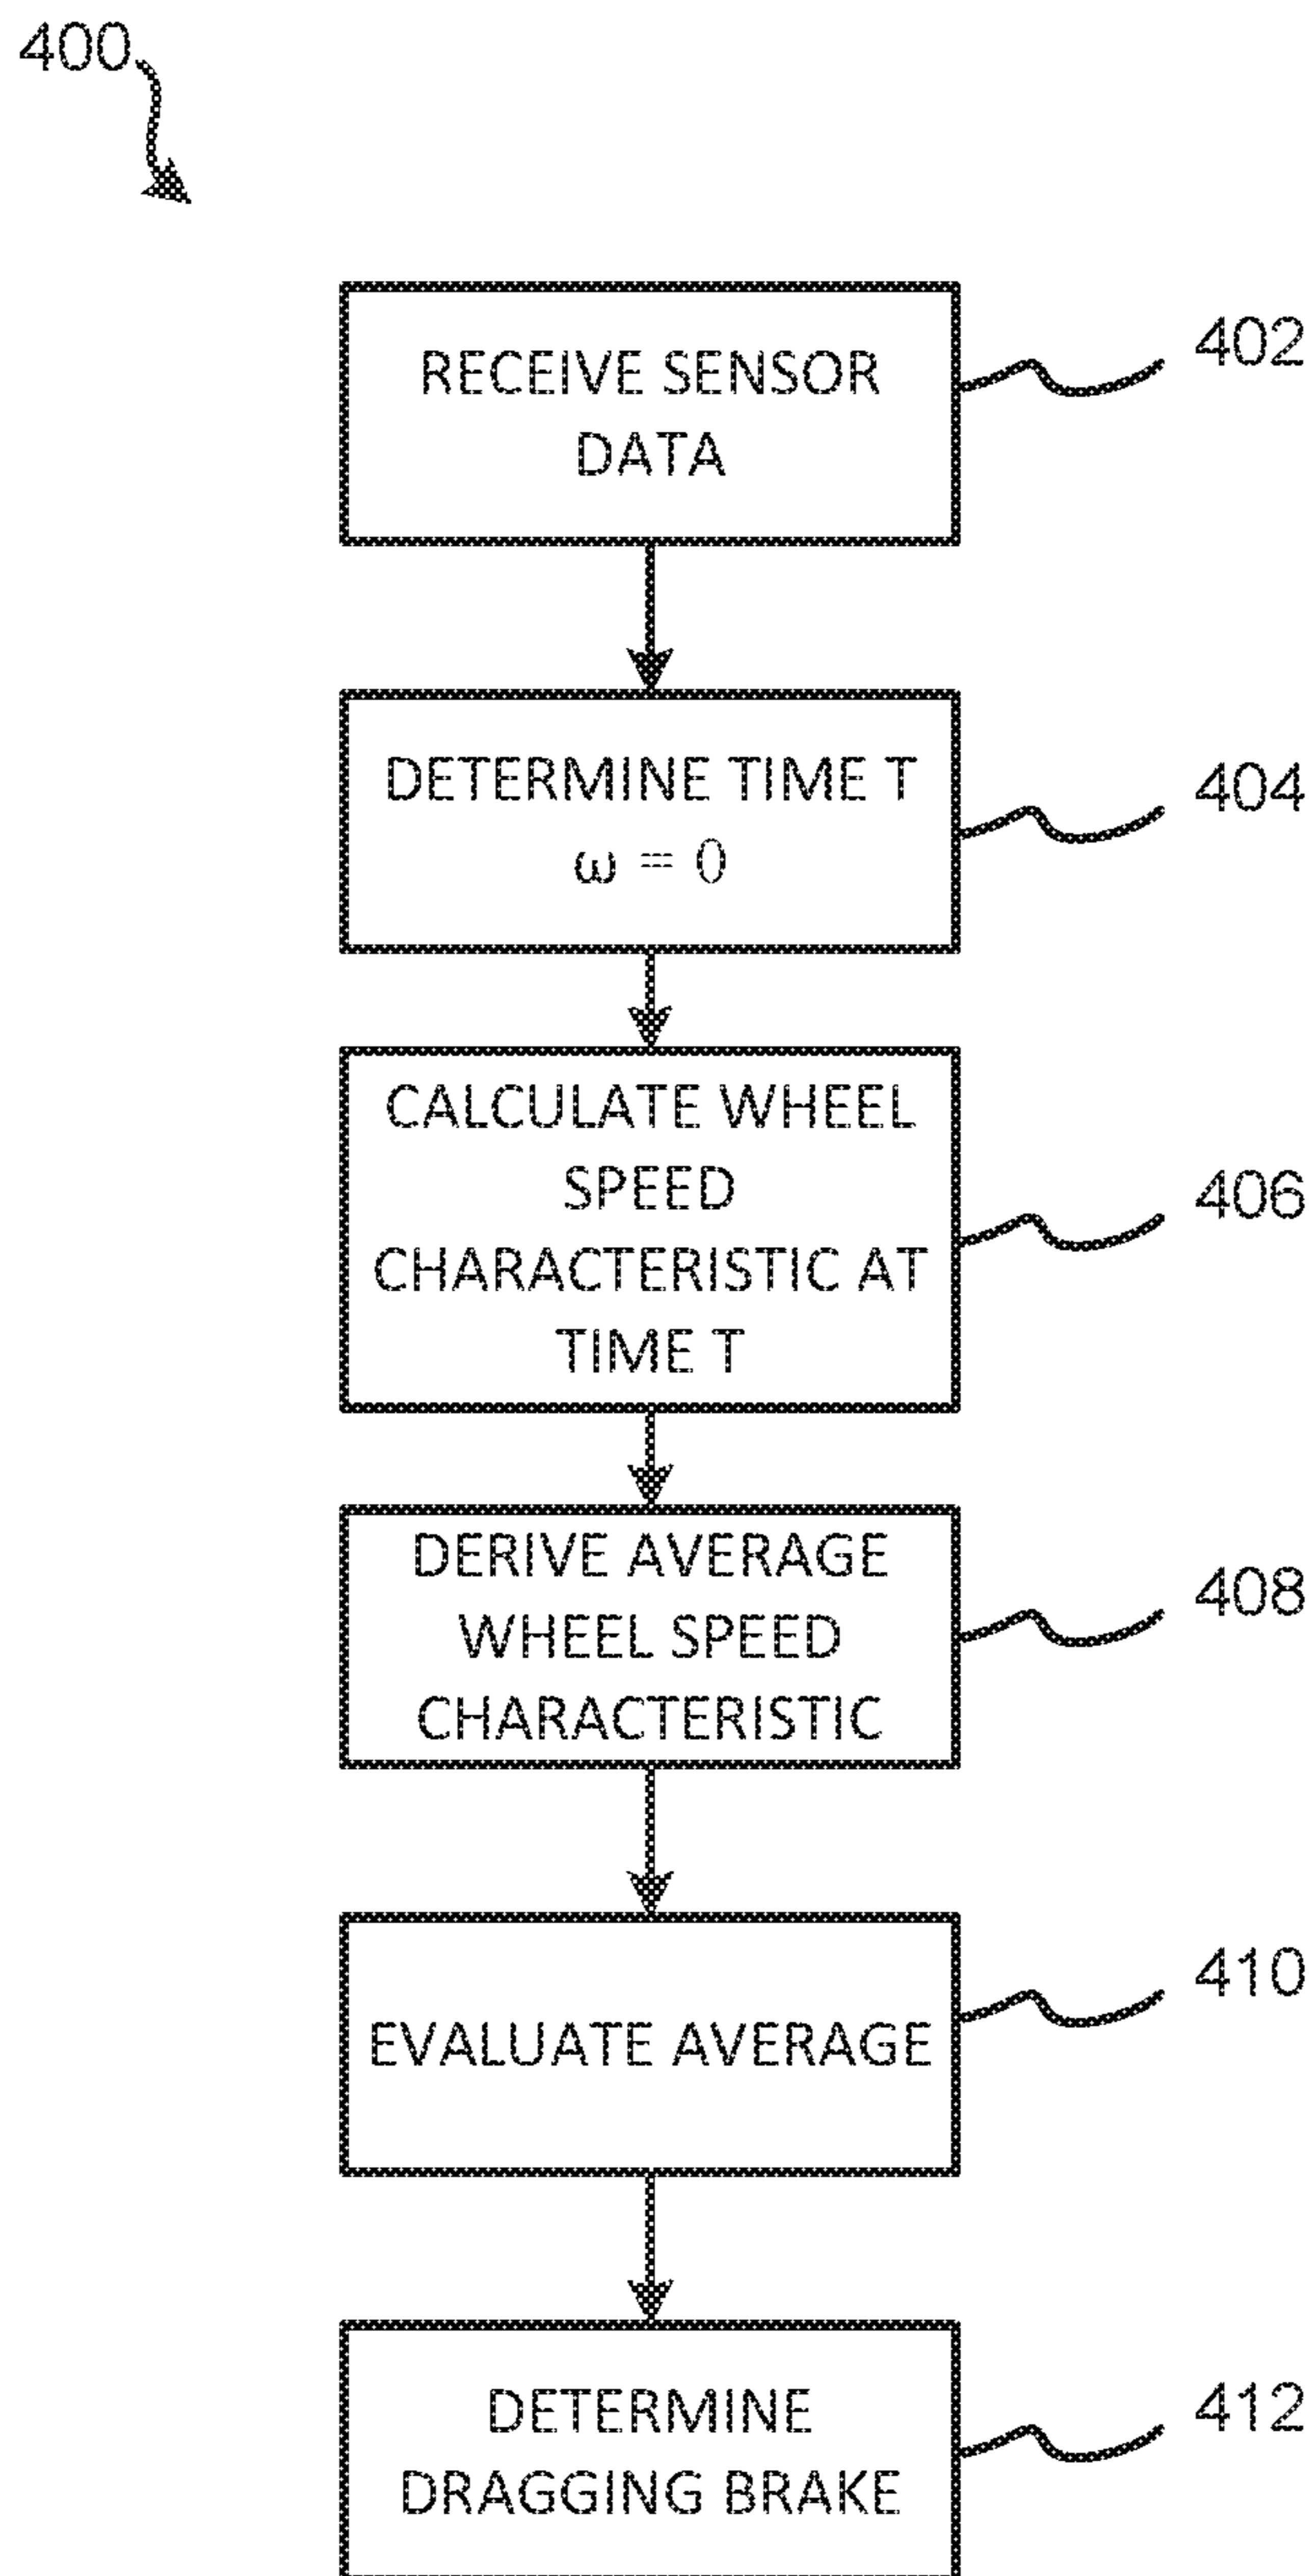 400
RECEIVE SENSOR
DATA
402
DETERMINE TIME T
ω = 0
404
CALCULATE WHEEL
SPEED
CHARACTERISTIC AT
TIME T
406
DERIVE AVERAGE
WHEEL SPEED
CHARACTERISTIC
408
EVALUATE AVERAGE
410
DETERMINE
DRAGGING BRAKE
412